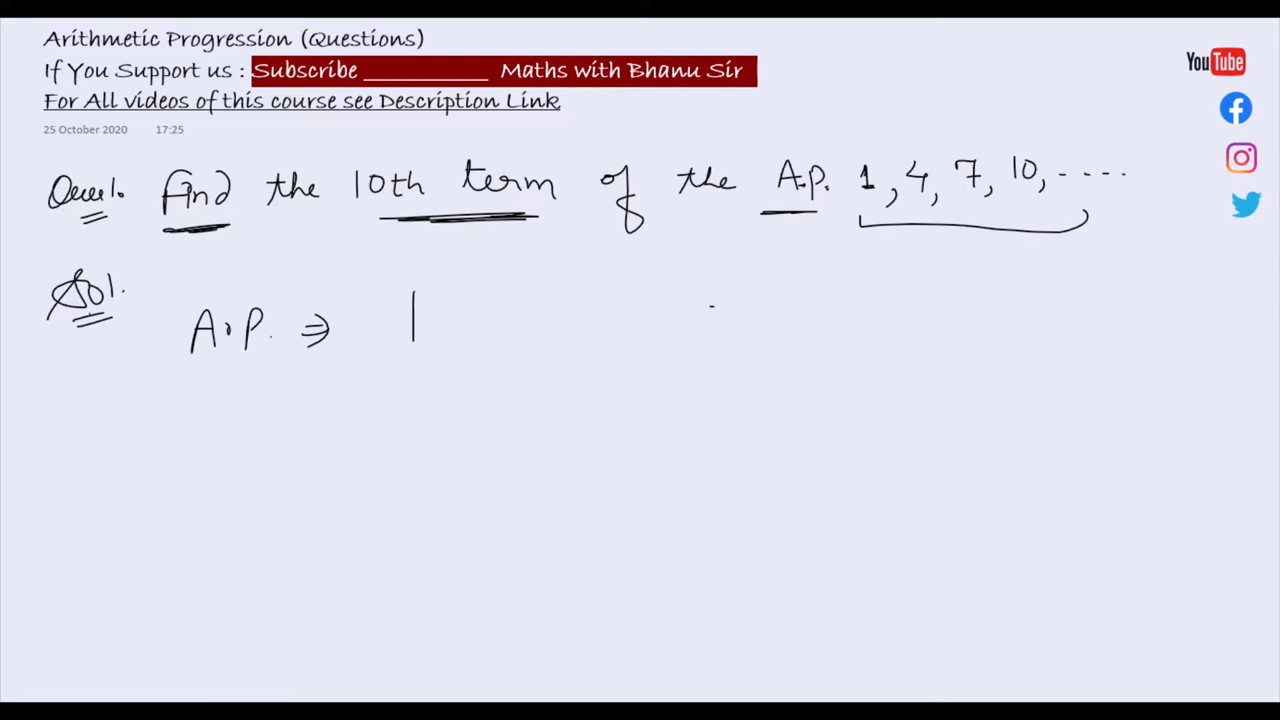 Arithmetic Progression (Questions)
If You Support us : Subscribe ____________ Maths with Bhanu Sir
For All videos of this course see Description Link
25 October 2020 17:25
YouTube
Ques1. Find the 10th term of the A.P. 1, 4, 7, 10, ....
Sol.
A.P. ⇒ 1